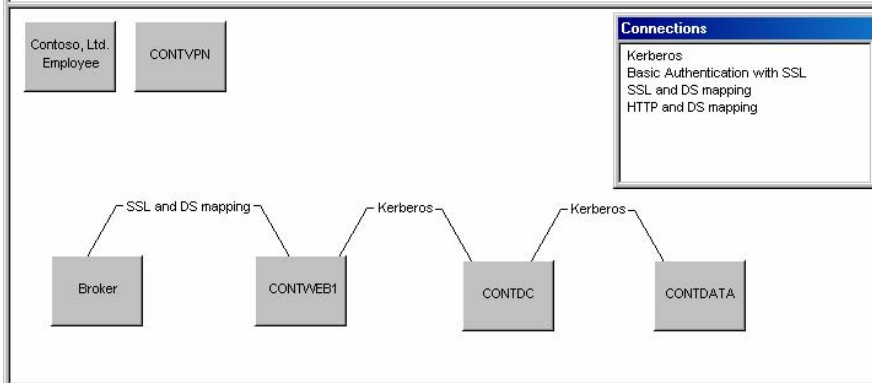 Contoso, Ltd.
Employee
CONTVPN
Connections
Kerberos
Basic Authentication with SSL
SSL and DS mapping
HTTP and DS mapping
SSL and DS mapping
Kerberos
Kerberos
Broker
CONTWEB1
CONTDC
CONTDATA